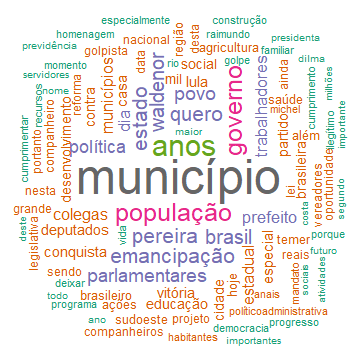 especialmente construção
homenagem nacional região raimundo presidenta
previdência golpista data desta agricultura familiar dilma
momento reforma municípios casa rio social golpe
servidores contra waldenor mil lula governo ainda milhões
nome recursos dia estado povo trabalhadores cumprimento
cumprimentar portanto companheiro desenvolvimento quero partido saúde michel legítimo importante
política maior anos brasileira além
nesta município lei vereadores oportunidade
grande população prefeito
deste legislativa colegas vida costa segundo
deputados pereira brasil especial temer porque
conquista emancipação estadual reais futuro
sendo deixar parlamentares mandato sociais atividades
todo brasileiro vitória cidade hoje anais
programa ações educação políticoadministrativa
ano sudoeste projeto democracia progresso
companheiros habitantes importantes